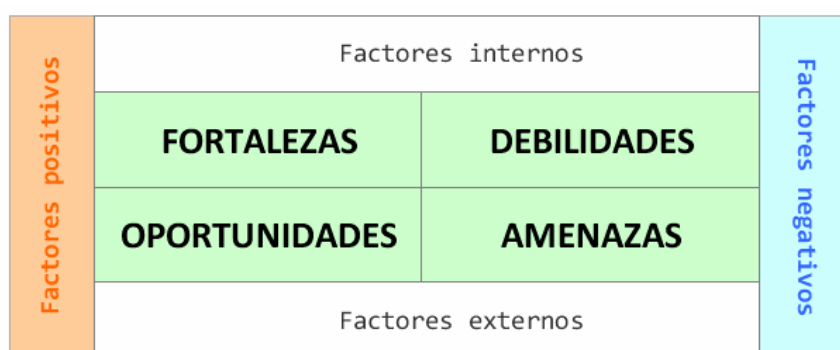 Factores internos
Factores positivos
FORTALEZAS
DEBILIDADES
Factores negativos
OPORTUNIDADES
AMENAZAS
Factores externos